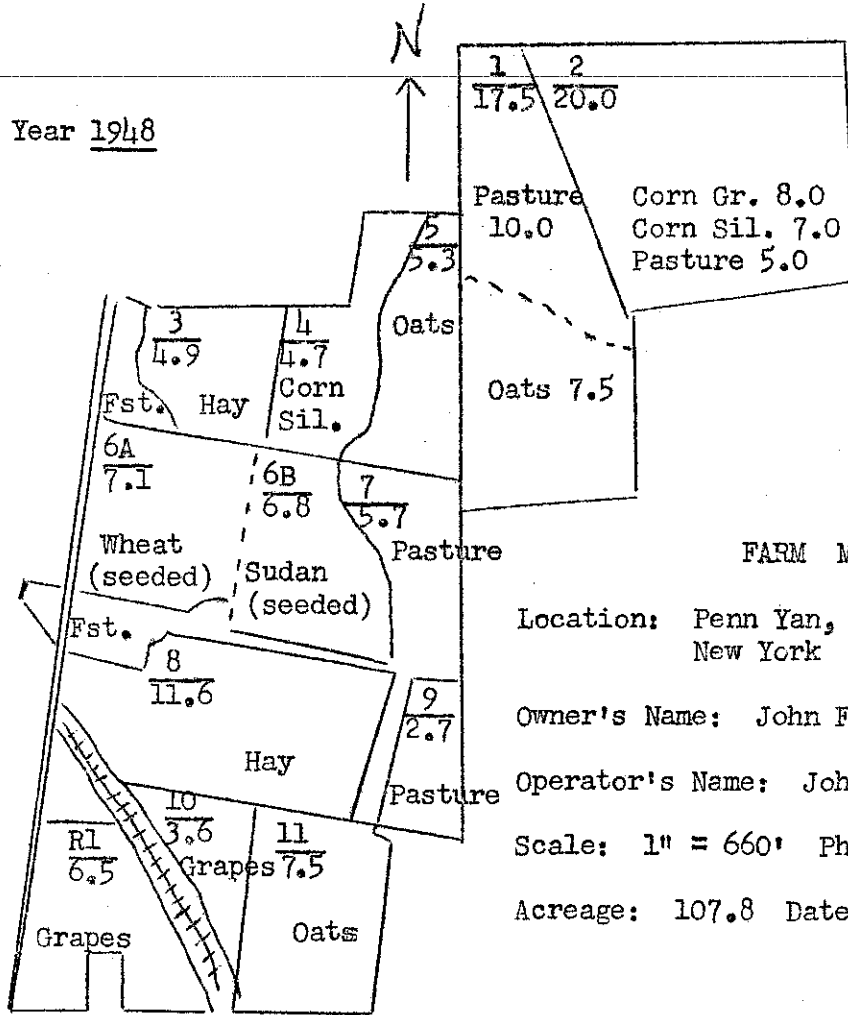 N
Year 1948
1
17.5
2
20.0
Pasture
10.0
Corn Gr. 8.0
Corn Sil. 7.0
Pasture 5.0
5
5.3
Oats
3
4.9
4
4.7
Corn
Sil.
Fst.
Hay
Oats 7.5
6A
7.1
6B
6.8
7
5.7
Wheat
(seeded)
Sudan
(seeded)
Pasture
Fst.
8
11.6
Hay
9
2.7
Pasture
R1
6.5
Grapes
10
3.6
Grapes
11
7.5
Oats
FARM M
Location: Penn Yan,
New York
Owner's Name: John F
Operator's Name: Joh
Scale: 1" = 660' Ph
Acreage: 107.8 Date